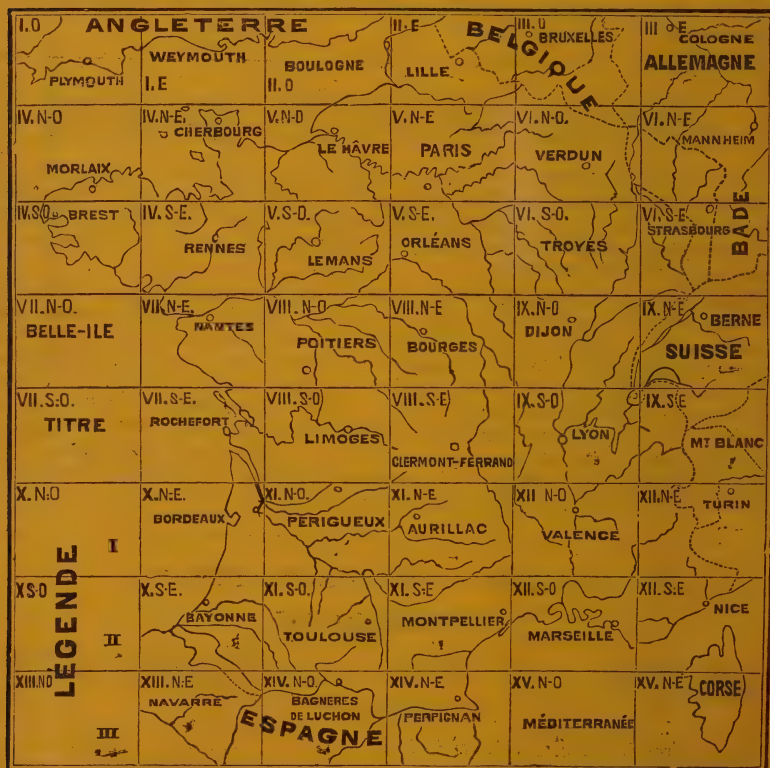 I.O
ANGLETERRE
PLYMOUTH
WEYMOUTH
I.E
BOULOGNE
II.O
II.E
LILLE
BELGIQUE
III.O
BRUXELLES
III E
COLOGNE
ALLEMAGNE
IV. N-O
MORLAIX
IV. N-E.
CHERBOURG
V. N-O
LE HÂVRE
V. N-E
PARIS
VI. N-O.
VERDUN
VI. N-E
MANNHEIM
BADE
IV. S-O.
BREST
IV. S-E.
RENNES
V. S-O.
LEMANS
V. S-E.
ORLÉANS
VI. S-O.
TROYES
VI. S-E
STRASBOURG
VII. N-O.
BELLE-ILE
VII. N-E.
NANTES
VIII. N-O
POITIERS
VIII. N-E
BOURGES
IX. N-O
DIJON
IX. N-E
BERNE
SUISSE
VII. S-O.
TITRE
VII. S-E.
ROCHEFORT
VIII. S-O)
LIMOGES
VIII. S-E)
CLERMONT-FERRAND
IX. S-O
LYON
IX. S-E
MT BLANC
X. N-O
LÉGENDE
I
X. N-E.
BORDEAUX
XI. N-O.
PÉRIGUEUX
XI. N-E
AURILLAC
XII N-O
VALENCE
XII. N-E
TURIN
X S-O
II
X. S-E.
BAYONNE
XI. S-O.
TOULOUSE
XI. S-E
MONTPELLIER
XII. S-O
MARSEILLE
XII. S-E
NICE
XIII. NO
III
XIII. N-E
NAVARRE
XIV. N-O.
BAGNERES
DE LUCHON
ESPAGNE
XIV. N-E
PERPIGNAN
XV. N-O
MÉDITERRANÉE
XV. N-E
CORSE